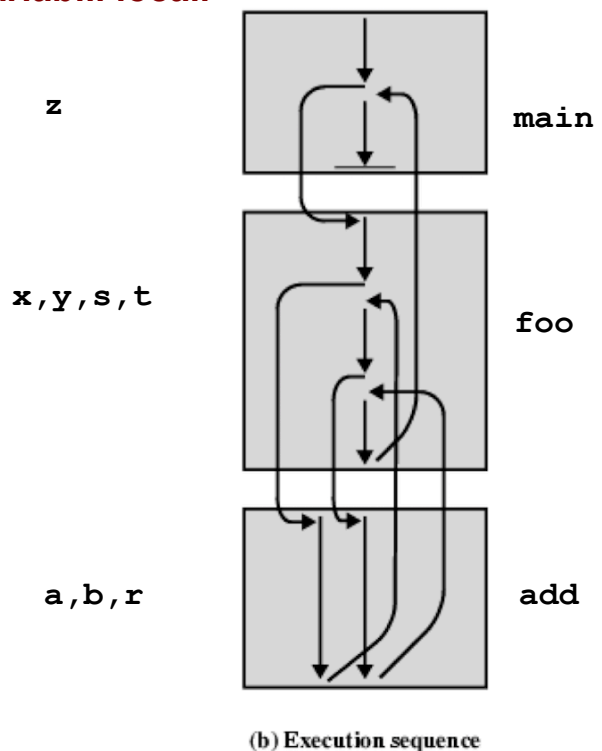 z
main
x,y,s,t
foo
a,b,r
add
(b) Execution sequence